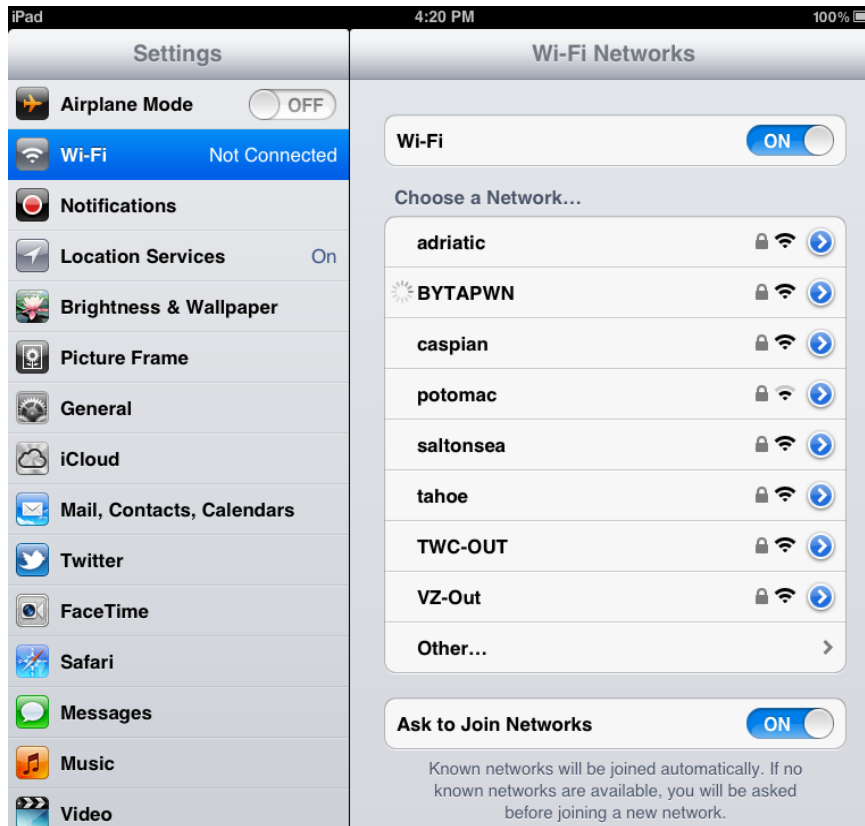 iPad
4:20 PM
100%
Settings
Airplane Mode
OFF
Wi-Fi
Not Connected
Notifications
Location Services
On
Brightness & Wallpaper
Picture Frame
General
iCloud
Mail, Contacts, Calendars
Twitter
FaceTime
Safari
Messages
Music
Video
Wi-Fi Networks
Wi-Fi
ON
Choose a Network...
adriatic
BYTAPWN
caspian
potomac
saltonsea
tahoe
TWC-OUT
VZ-Out
Other...
Ask to Join Networks
ON
Known networks will be joined automatically. If no
known networks are available, you will be asked
before joining a new network.